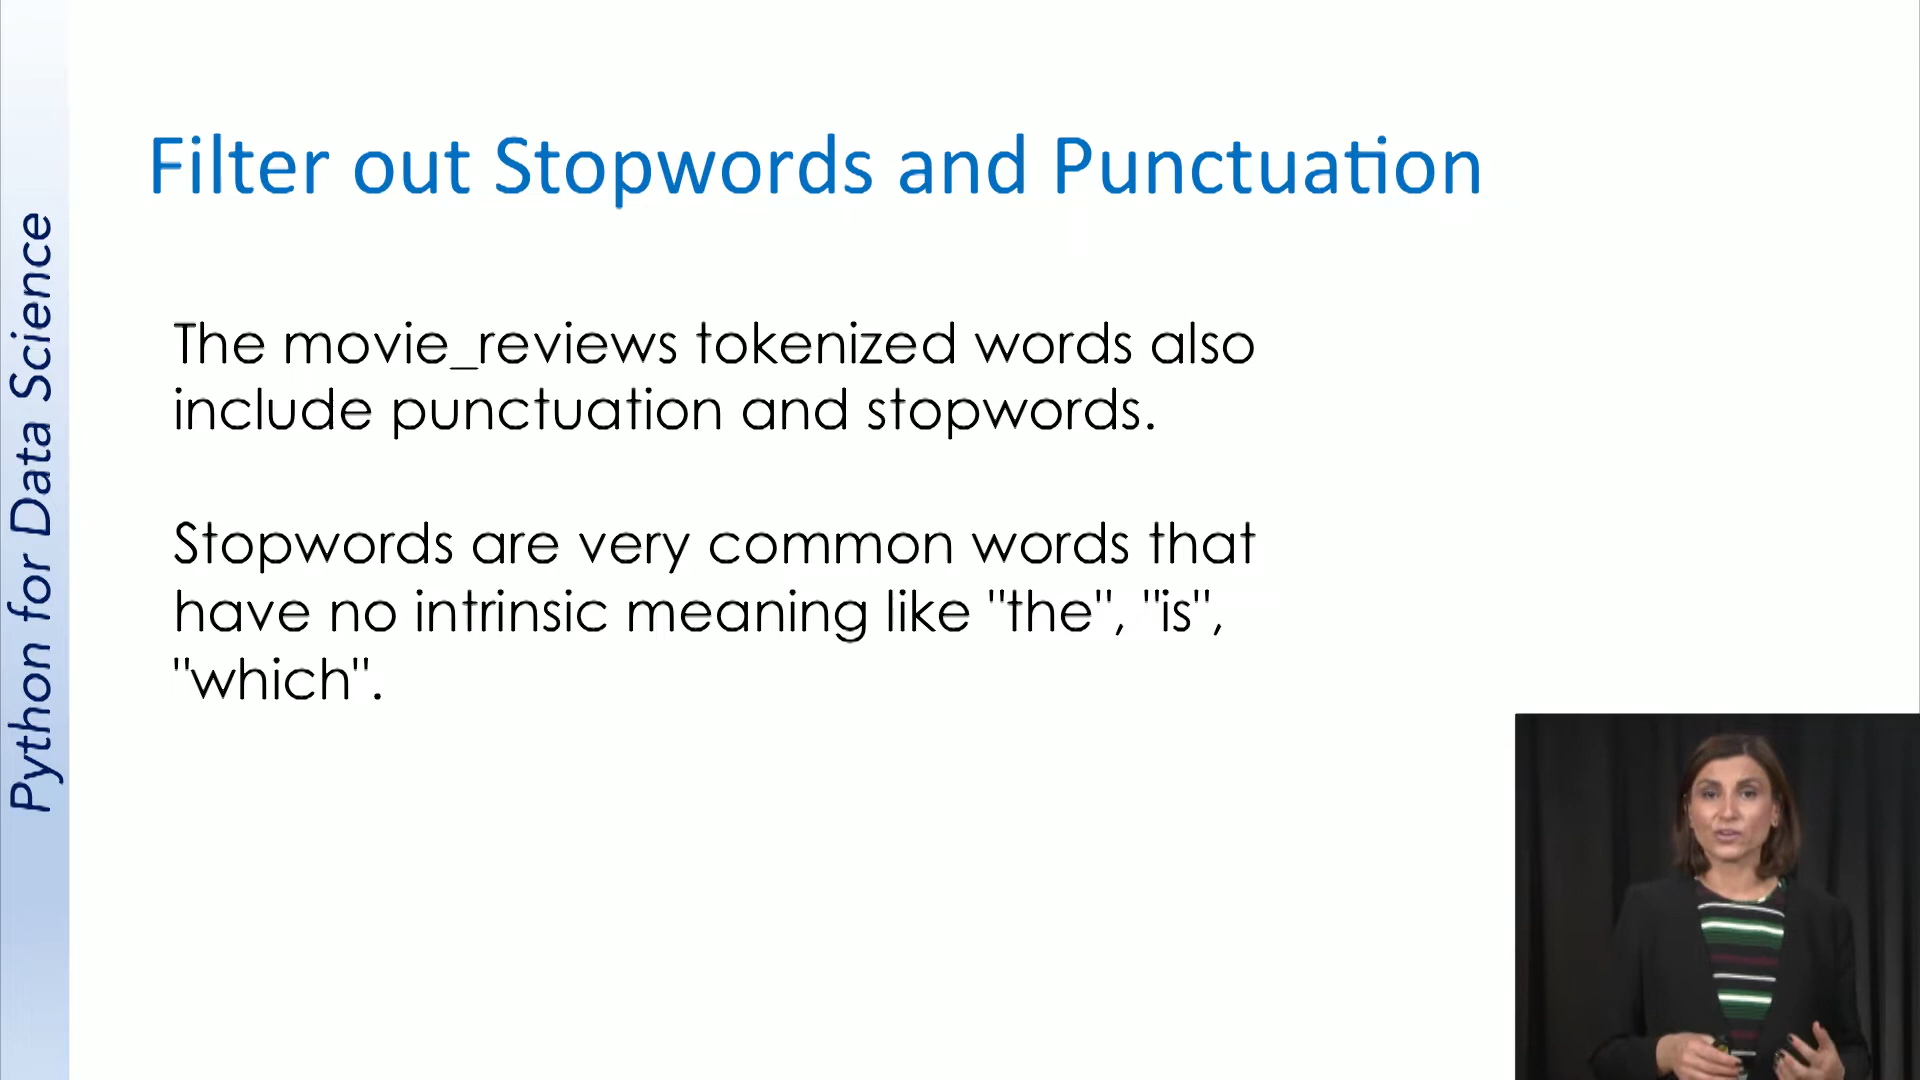 Filter out Stopwords and Punctuation
The movie_reviews tokenized words also
include punctuation and stopwords.
Stopwords are very common words that
have no intrinsic meaning like "the", "is",
"which".
Python for Data Science